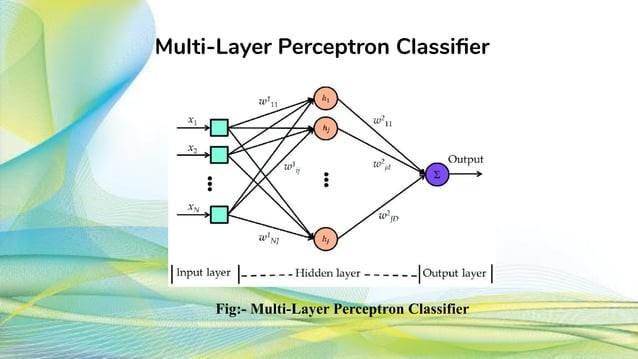 Multi-Layer Perceptron Classifier
w¹11
h1
x1
w²11
hj
x2
w¹ij
w²jd
Output
Σ
xN
w²JD
w¹NJ
hJ
Input layer
Hidden layer
Output layer
Fig:- Multi-Layer Perceptron Classifier